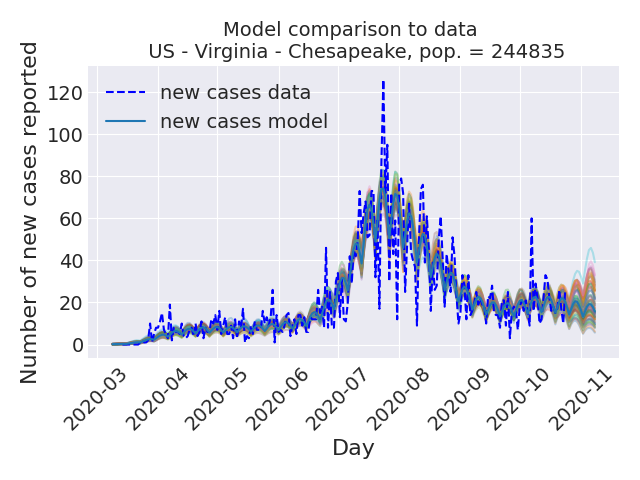 Model comparison to data
US - Virginia - Chesapeake, pop. = 244835
Number of new cases reported
120
100
80
60
40
20
0
new cases data
new cases model
2020-03
2020-04
2020-05
2020-06
2020-07
2020-08
2020-09
2020-10
2020-11
Day